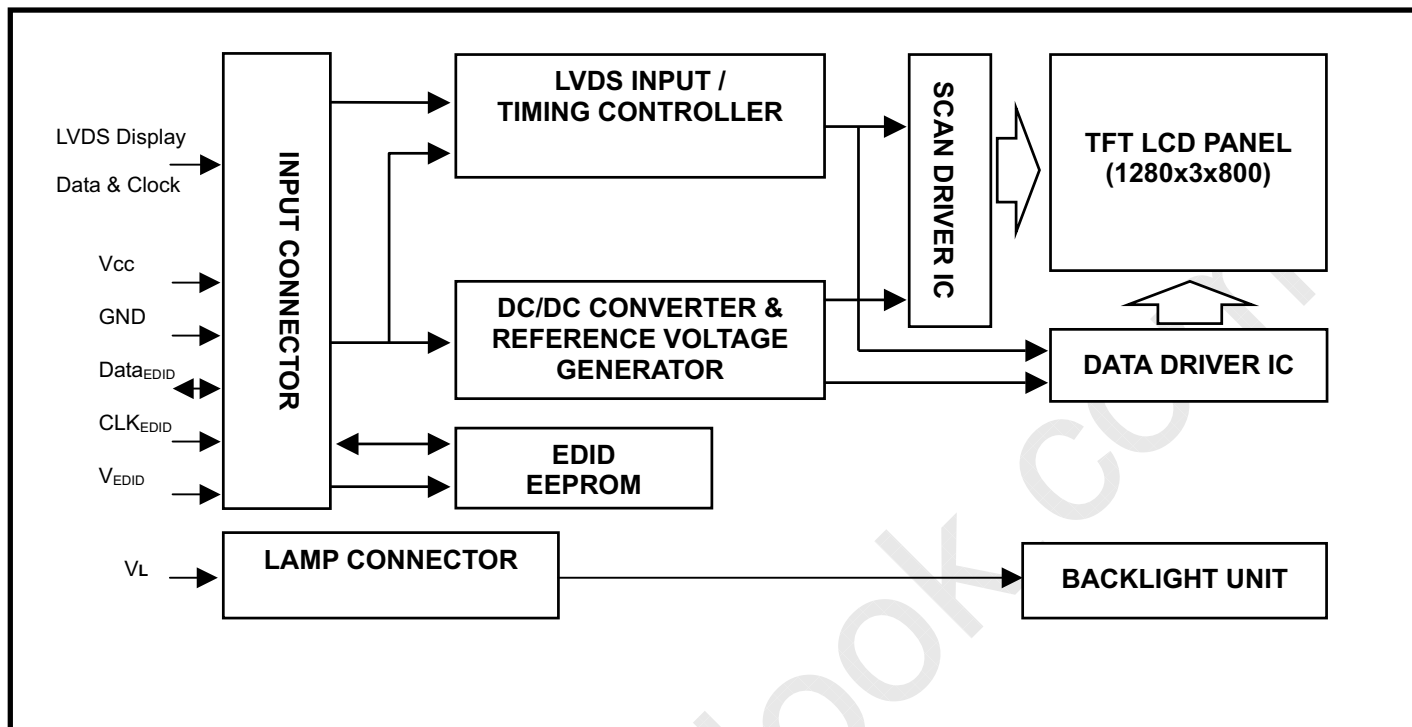 LVDS Display
Data & Clock
Vcc
GND
DataEDID
CLKEDID
VEDID
VL
INPUT CONNECTOR
LVDS INPUT /
TIMING CONTROLLER
DC/DC CONVERTER &
REFERENCE VOLTAGE
GENERATOR
EDID
EEPROM
SCAN DRIVER IC
TFT LCD PANEL
(1280x3x800)
DATA DRIVER IC
LAMP CONNECTOR
BACKLIGHT UNIT
look.com